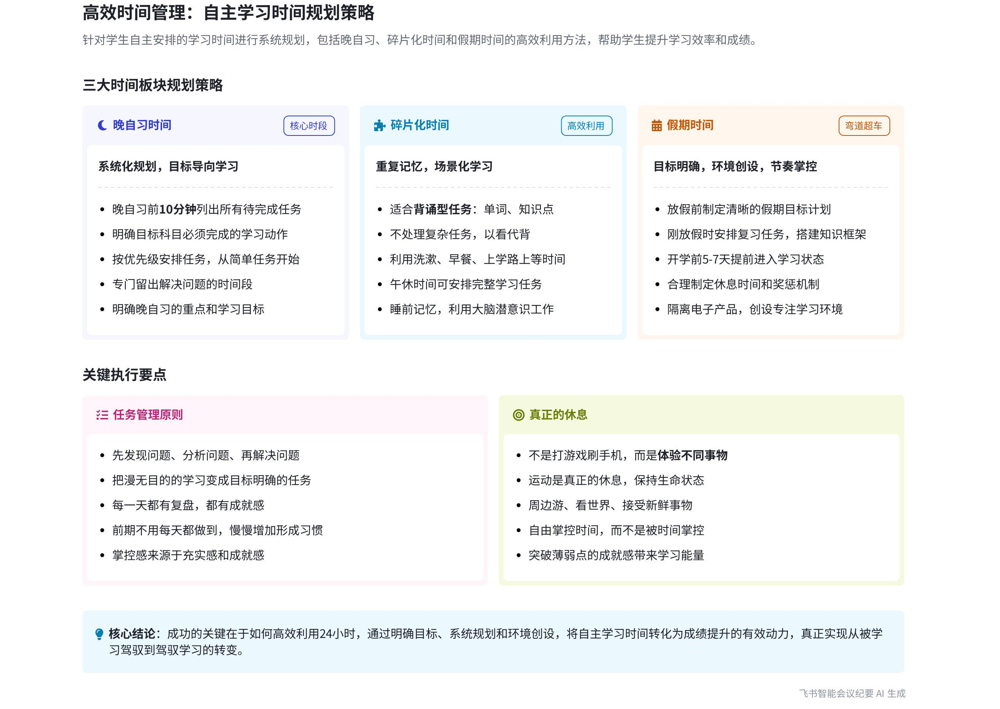 高效时间管理：自主学习时间规划策略
针对学生自主安排的学习时间进行系统规划，包括晚自习、碎片化时间和假期时间的高效利用方法，帮助学生提升学习效率和成绩。
三大时间板块规划策略
晚自习时间
核心时段
系统化规划，目标导向学习
晚自习前10分钟列出所有待完成任务
明确目标科目必须完成的学习动作
按优先级安排任务，从简单任务开始
专门留出解决问题的时间段
明确晚自习的重点和学习目标
碎片化时间
高效利用
重复记忆，场景化学习
适合背诵型任务：单词、知识点
不处理复杂任务，以看代背
利用洗漱、早餐、上学路上等时间
午休时间可安排完整学习任务
睡前记忆，利用大脑潜意识工作
假期时间
弯道超车
目标明确，环境创设，节奏掌控
放假前制定清晰的假期目标计划
刚放假时安排复习任务，搭建知识框架
开学前5-7天提前进入学习状态
合理制定休息时间和奖惩机制
隔离电子产品，创设专注学习环境
关键执行要点
任务管理原则
先发现问题、分析问题、再解决问题
把漫无目的的学习变成目标明确的任务
每一天都有复盘，都有成就感
前期不用每天都做到，慢慢增加形成习惯
掌控感来源于充实感和成就感
真正的休息
不是打游戏刷手机，而是体验不同事物
运动是真正的休息，保持生命状态
周边游、看世界、接受新鲜事物
自由掌控时间，而不是被时间掌控
突破薄弱点的成就感带来学习能量
核心结论：成功的关键在于如何高效利用24小时，通过明确目标、系统规划和环境创设，将自主学习时间转化为成绩提升的有效动力，真正实现从被学
习驾驭到驾驭学习的转变。
飞书智能会议纪要 AI 生成